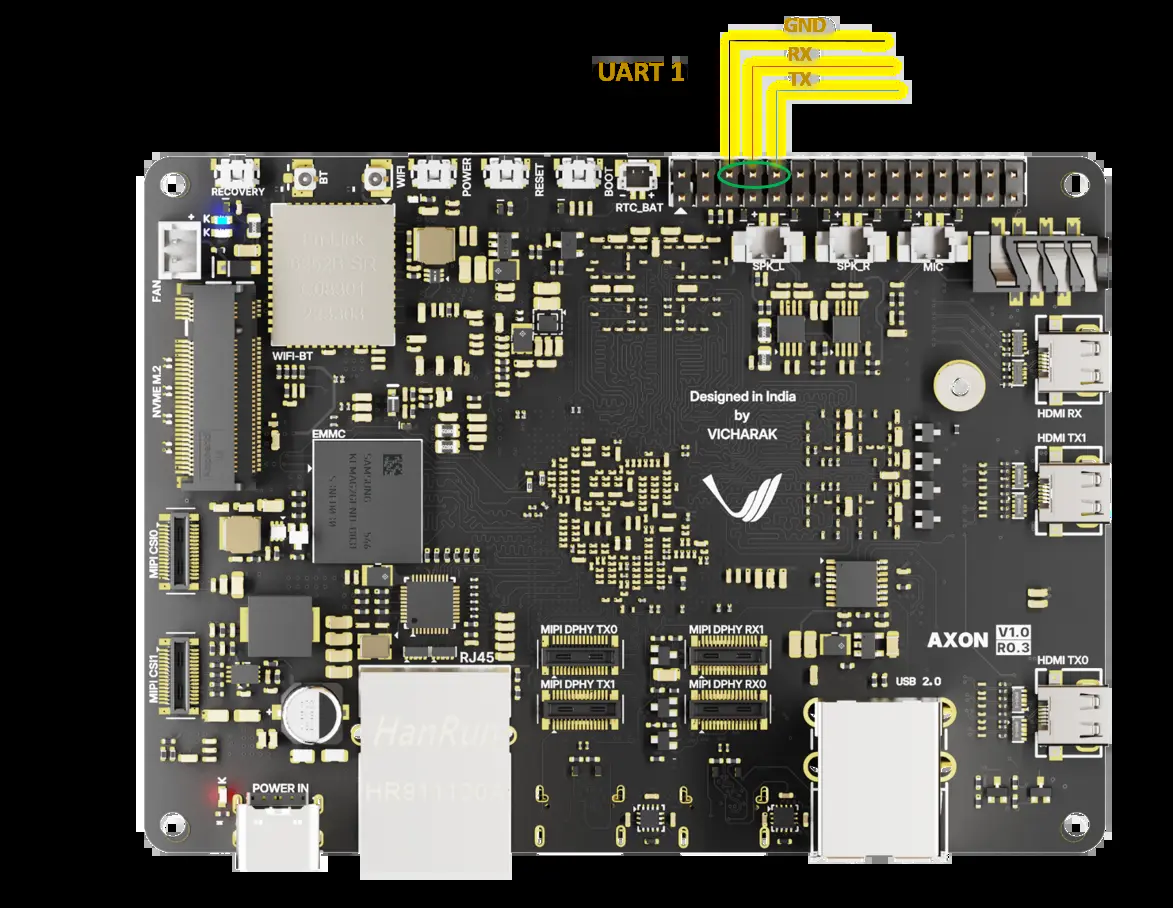 GND
RX
UART 1
TX
RECOVERY
BT
WIFI
POWER
RESET
BOOT
RTC_BAT
- +
+
K
K
FAN
SPK_L
SPK_R
MIC
WIFI-BT
NVME M.2
HDMI RX
Designed in India
by
VICHARAK
EMMC
SAMSUNG
HDMI TX1
MIPI CSI0
MIPI CSI1
MIPI DPHY TX0
MIPI DPHY RX1
MIPI DPHY TX1
MIPI DPHY RX0
AXON
V1.0
R0.3
RJ45
HDMI TX0
USB 2.0
HanRun
K
POWER IN